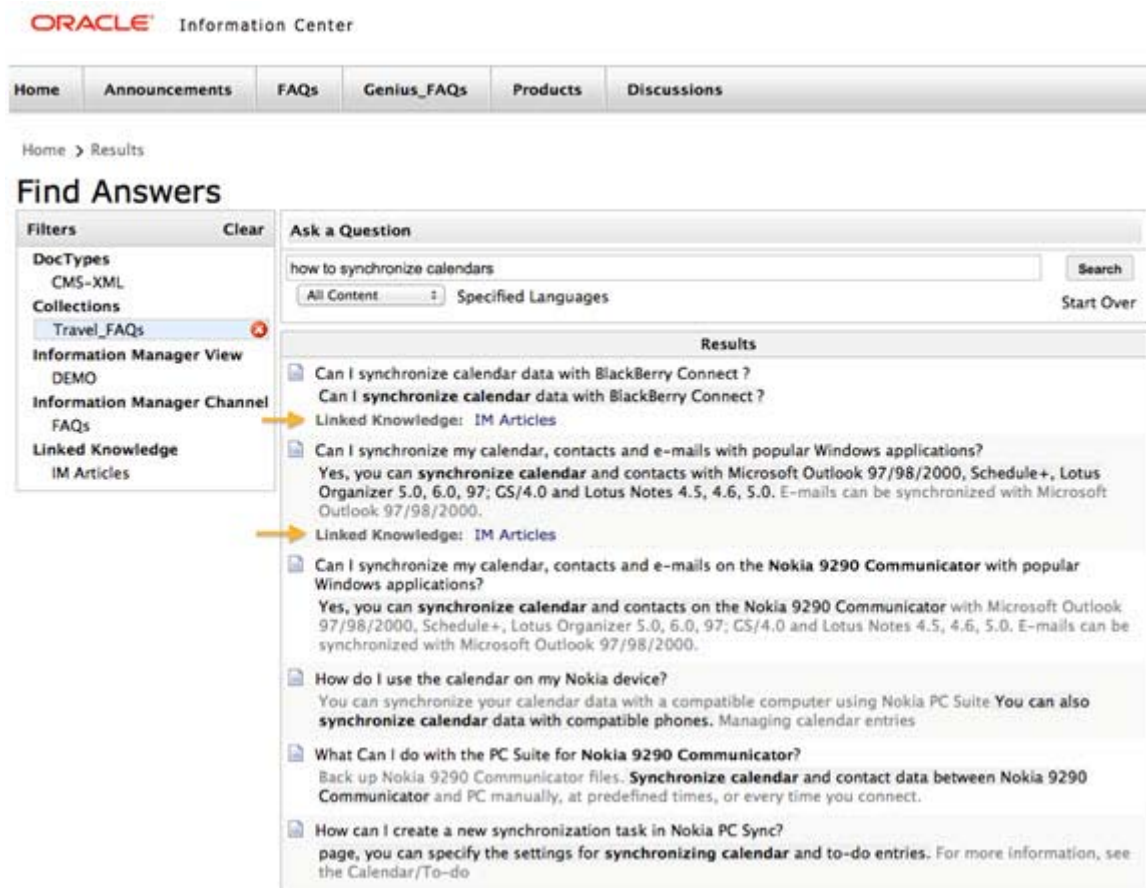 ORACLE Information Center
Home Announcements FAQs Genius_FAQs Products Discussions
Home > Results
Find Answers
Filters Clear
DocTypes
CMS-XML
Collections
Travel_FAQs
Information Manager View
DEMO
Information Manager Channel
FAQs
Linked Knowledge
IM Articles
Ask a Question
how to synchronize calendars Search
All Content Specified Languages Start Over
Results
Can I synchronize calendar data with BlackBerry Connect ?
Can I synchronize calendar data with BlackBerry Connect ?
Linked Knowledge: IM Articles
Can I synchronize my calendar, contacts and e-mails with popular Windows applications?
Yes, you can synchronize calendar and contacts with Microsoft Outlook 97/98/2000, Schedule+, Lotus
Organizer 5.0, 6.0, 97; GS/4.0 and Lotus Notes 4.5, 4.6, 5.0. E-mails can be synchronized with Microsoft
Outlook 97/98/2000.
Linked Knowledge: IM Articles
Can I synchronize my calendar, contacts and e-mails on the Nokia 9290 Communicator with popular
Windows applications?
Yes, you can synchronize calendar and contacts on the Nokia 9290 Communicator with Microsoft Outlook
97/98/2000, Schedule+, Lotus Organizer 5.0, 6.0, 97; GS/4.0 and Lotus Notes 4.5, 4.6, 5.0. E-mails can be
synchronized with Microsoft Outlook 97/98/2000.
How do I use the calendar on my Nokia device?
You can synchronize your calendar data with a compatible computer using Nokia PC Suite You can also
synchronize calendar data with compatible phones. Managing calendar entries
What Can I do with the PC Suite for Nokia 9290 Communicator?
Back up Nokia 9290 Communicator files. Synchronize calendar and contact data between Nokia 9290
Communicator and PC manually, at predefined times, or every time you connect.
How can I create a new synchronization task in Nokia PC Sync?
page, you can specify the settings for synchronizing calendar and to-do entries. For more information, see
the Calendar/To-do